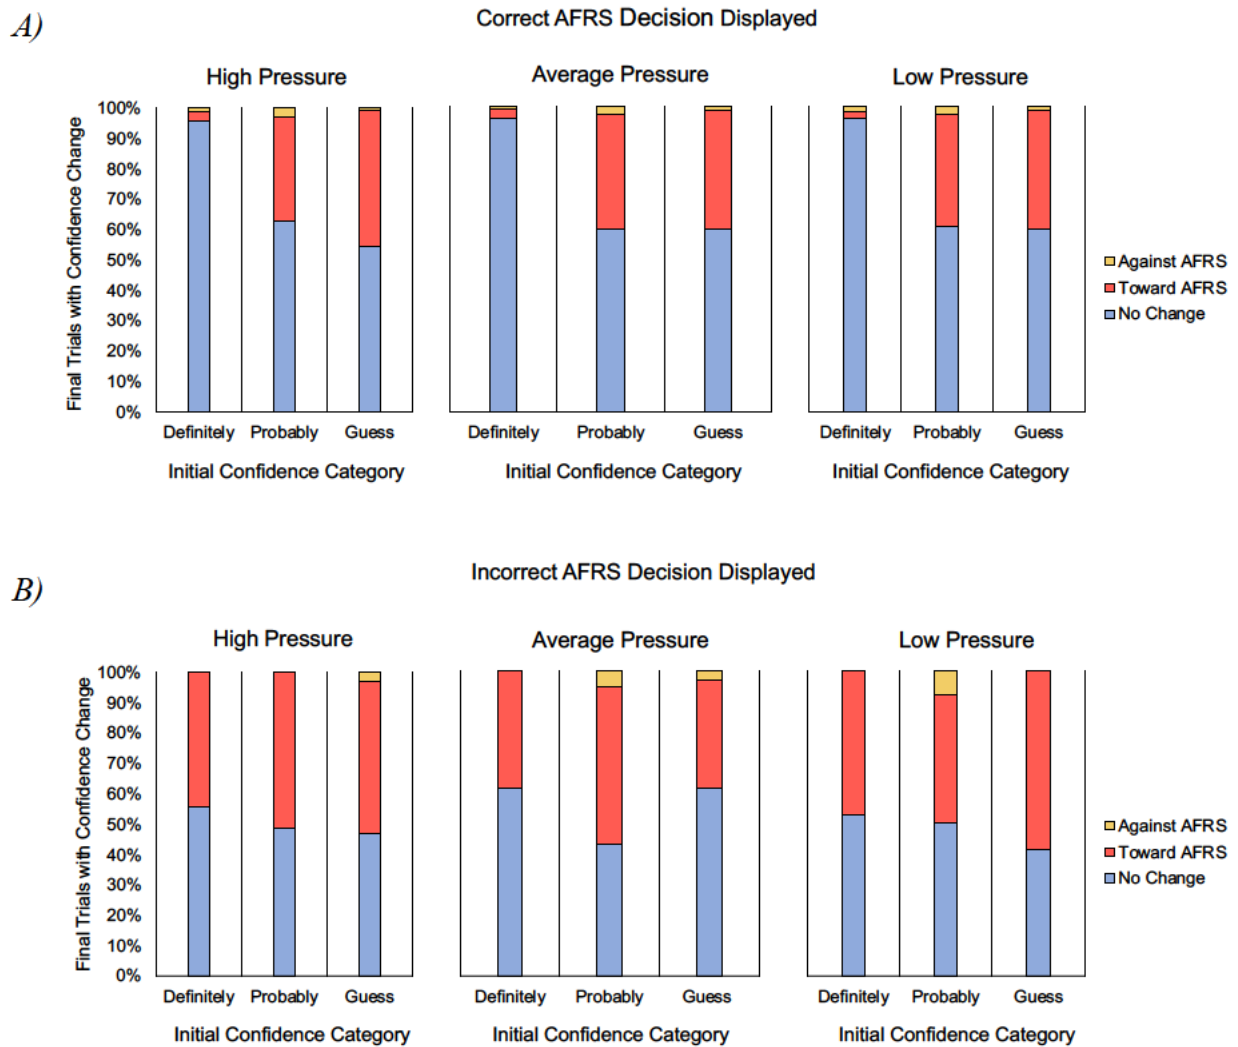 A)
Correct AFRS Decision Displayed
High Pressure
Average Pressure
Low Pressure
Final Trials with Confidence Change
100%
90%
80%
70%
60%
50%
40%
30%
20%
10%
0%
Definitely Probably Guess
Definitely Probably Guess
Definitely Probably Guess
Initial Confidence Category
Initial Confidence Category
Initial Confidence Category
Against AFRS
Toward AFRS
No Change
B)
Incorrect AFRS Decision Displayed
High Pressure
Average Pressure
Low Pressure
Final Trials with Confidence Change
100%
90%
80%
70%
60%
50%
40%
30%
20%
10%
0%
Definitely Probably Guess
Definitely Probably Guess
Definitely Probably Guess
Initial Confidence Category
Initial Confidence Category
Initial Confidence Category
Against AFRS
Toward AFRS
No Change